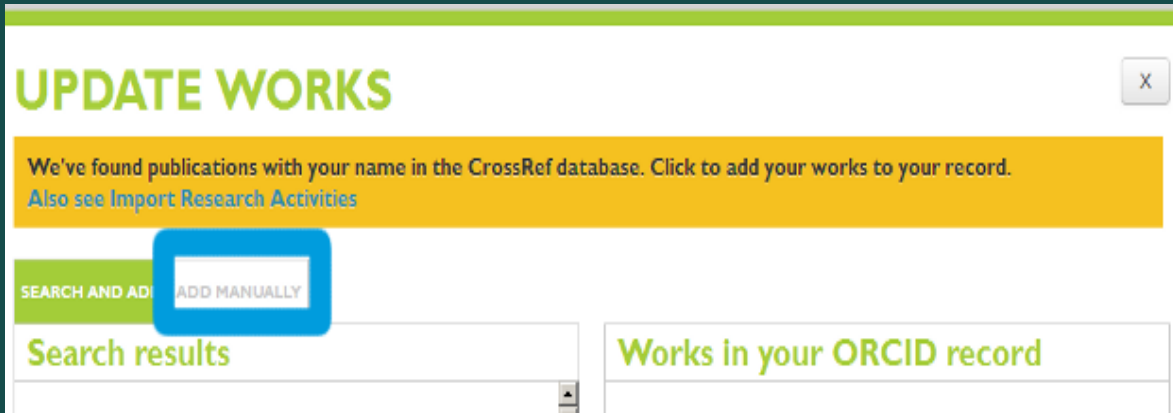 UPDATE WORKS
X
We've found publications with your name in the CrossRef database. Click to add your works to your record.
Also see Import Research Activities
SEARCH AND AD ADD MANUALLY
Search results
Works in your ORCID record